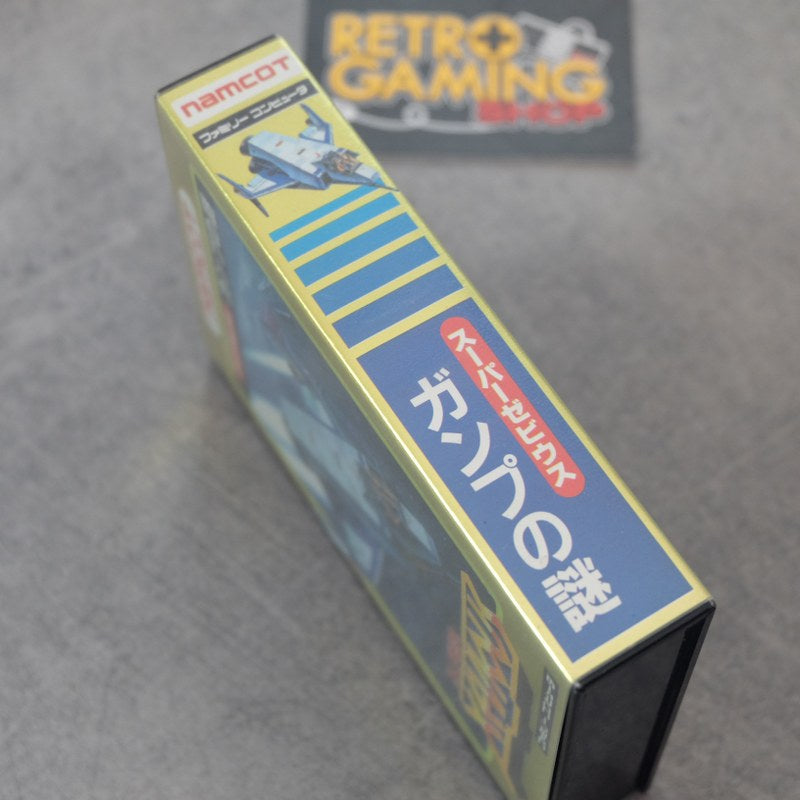 RETRO
GAMING
SHOP
namcot
ファミリー コンピュータ
スーパーゼビウス
ガンプの謎